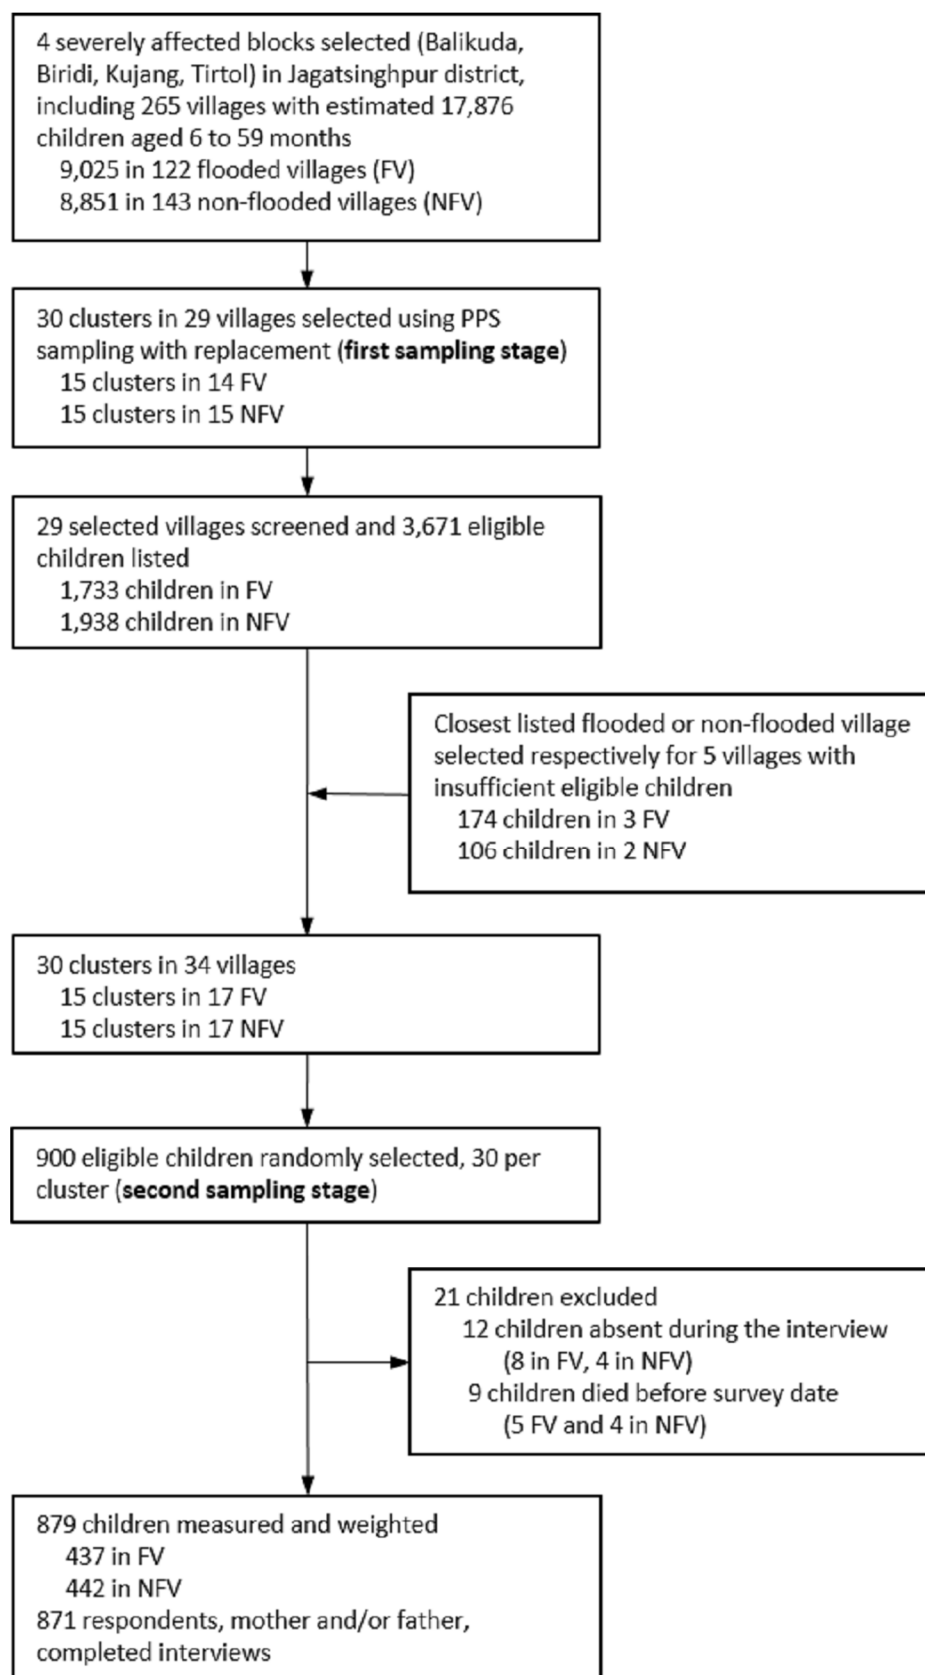 4 severely affected blocks selected (Balikuda,
Biridi, Kujang, Tirtol) in Jagatsinghpur district,
including 265 villages with estimated 17,876
children aged 6 to 59 months
9,025 in 122 flooded villages (FV)
8,851 in 143 non-flooded villages (NFV)
30 clusters in 29 villages selected using PPS
sampling with replacement (first sampling stage)
15 clusters in 14 FV
15 clusters in 15 NFV
29 selected villages screened and 3,671 eligible
children listed
1,733 children in FV
1,938 children in NFV
Closest listed flooded or non-flooded village
selected respectively for 5 villages with
insufficient eligible children
174 children in 3 FV
106 children in 2 NFV
30 clusters in 34 villages
15 clusters in 17 FV
15 clusters in 17 NFV
900 eligible children randomly selected, 30 per
cluster (second sampling stage)
21 children excluded
12 children absent during the interview
(8 in FV, 4 in NFV)
9 children died before survey date
(5 FV and 4 in NFV)
879 children measured and weighted
437 in FV
442 in NFV
871 respondents, mother and/or father,
completed interviews